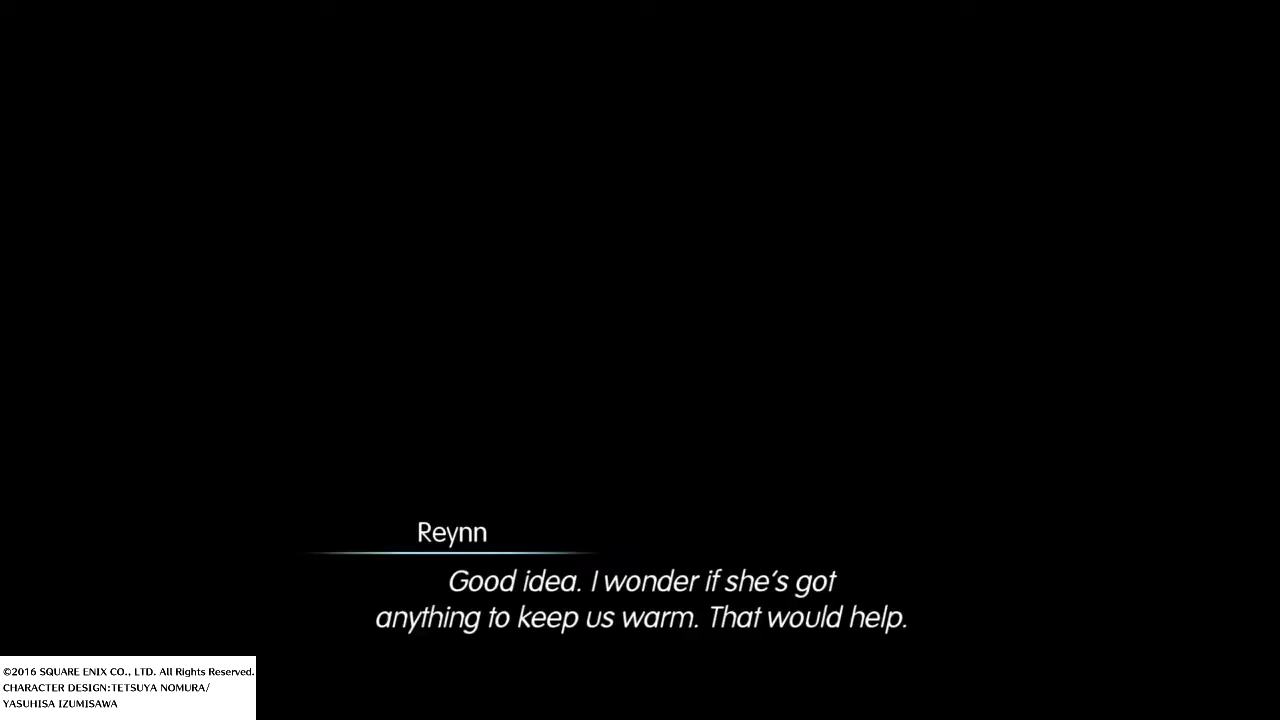 Reynn
Good idea. I wonder if she's got
anything to keep us warm. That would help.
©2016 SQUARE ENIX CO., LTD. All Rights Reserved.
CHARACTER DESIGN:TETSUYA NOMURA/
YASUHISA IZUMISAWA